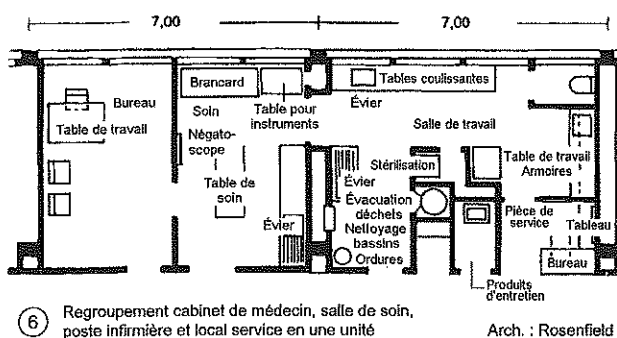 7,00
7,00
Brancard
Tables coulissantes
Bureau
Soin
Table pour
instruments
Évier
Table de travail
Négato-
scope
Salle de travail
Stérilisation
Table de travail
Armoires
Évier
Table de
soin
Évacuation
déchels
Nelloyage
bassins
Ordures
Pièce de
service
Tableau
Évier
Bureau
Produits
d'entretien
6
Regroupement cabinet de médecin, salle de soin,
poste infirmière et local service en une unité
Arch. : Rosenfield